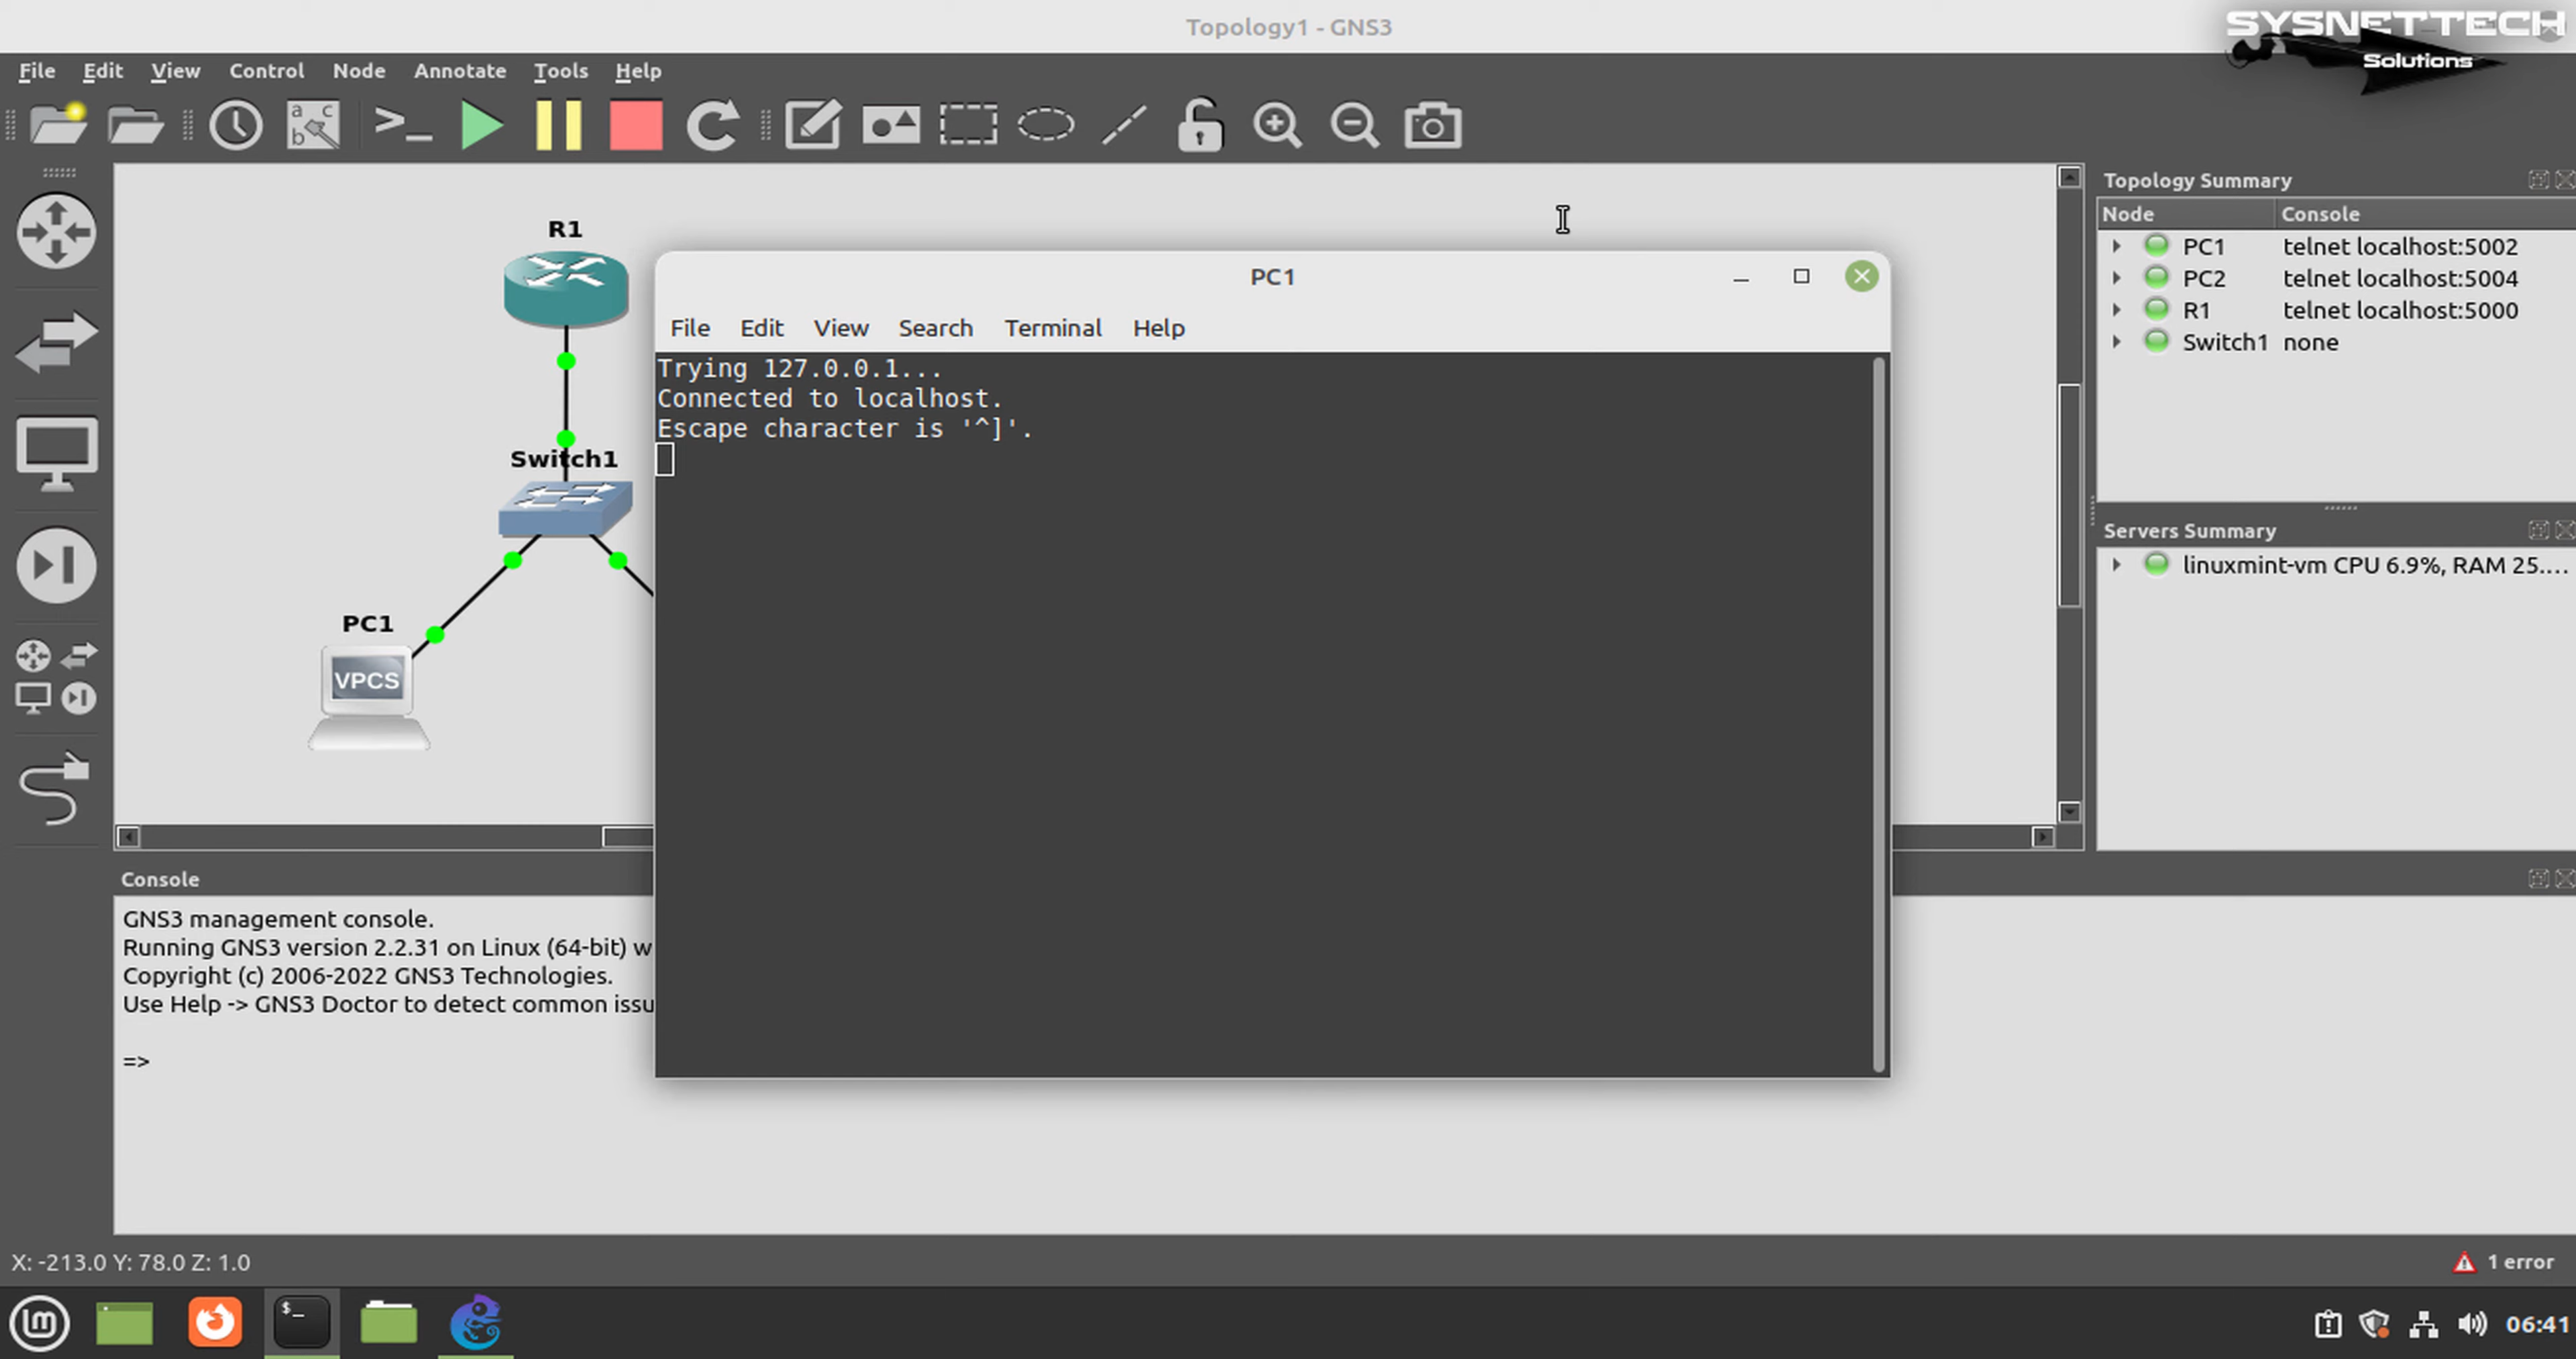 Topology1 - GNS3
SYSNETTECH
Solutions
File Edit View Control Node Annotate Tools Help
a c
b
>_
Topology Summary
Node Console
PC1 telnet localhost:5002
PC2 telnet localhost:5004
R1 telnet localhost:5000
Switch1 none
Servers Summary
linuxmint-vm CPU 6.9%, RAM 25....
R1
Switch1
PC1
VPCS
PC1
File Edit View Search Terminal Help
Trying 127.0.0.1...
Connected to localhost.
Escape character is '^]'.
Console
GNS3 management console.
Running GNS3 version 2.2.31 on Linux (64-bit) w
Copyright (c) 2006-2022 GNS3 Technologies.
Use Help -> GNS3 Doctor to detect common issu
=>
X: -213.0 Y: 78.0 Z: 1.0
1 error
$_
06:41